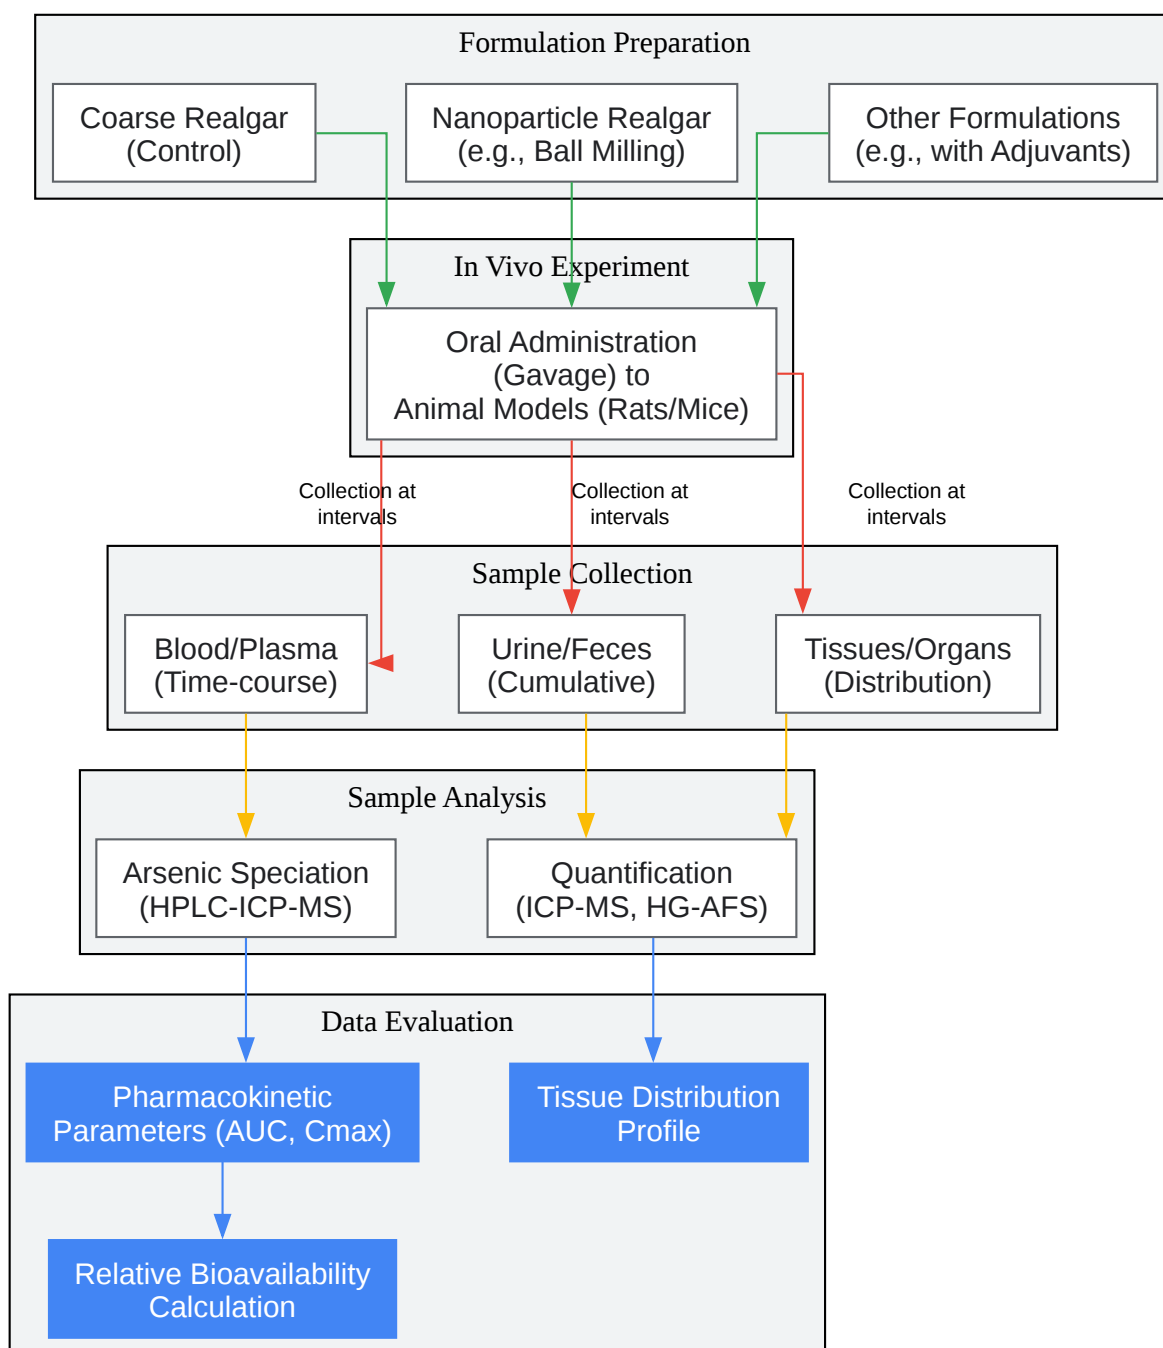 Formulation Preparation
Coarse Realgar
(Control)
Nanoparticle Realgar
(e.g., Ball Milling)
Other Formulations
(e.g., with Adjuvants)
In Vivo Experiment
Oral Administration
(Gavage) to
Animal Models (Rats/Mice)
Collection at
intervals
Collection at
intervals
Collection at
intervals
Sample Collection
Blood/Plasma
(Time-course)
Urine/Feces
(Cumulative)
Tissues/Organs
(Distribution)
Sample Analysis
Arsenic Speciation
(HPLC-ICP-MS)
Quantification
(ICP-MS, HG-AFS)
Data Evaluation
Pharmacokinetic
Parameters (AUC, Cmax)
Tissue Distribution
Profile
Relative Bioavailability
Calculation